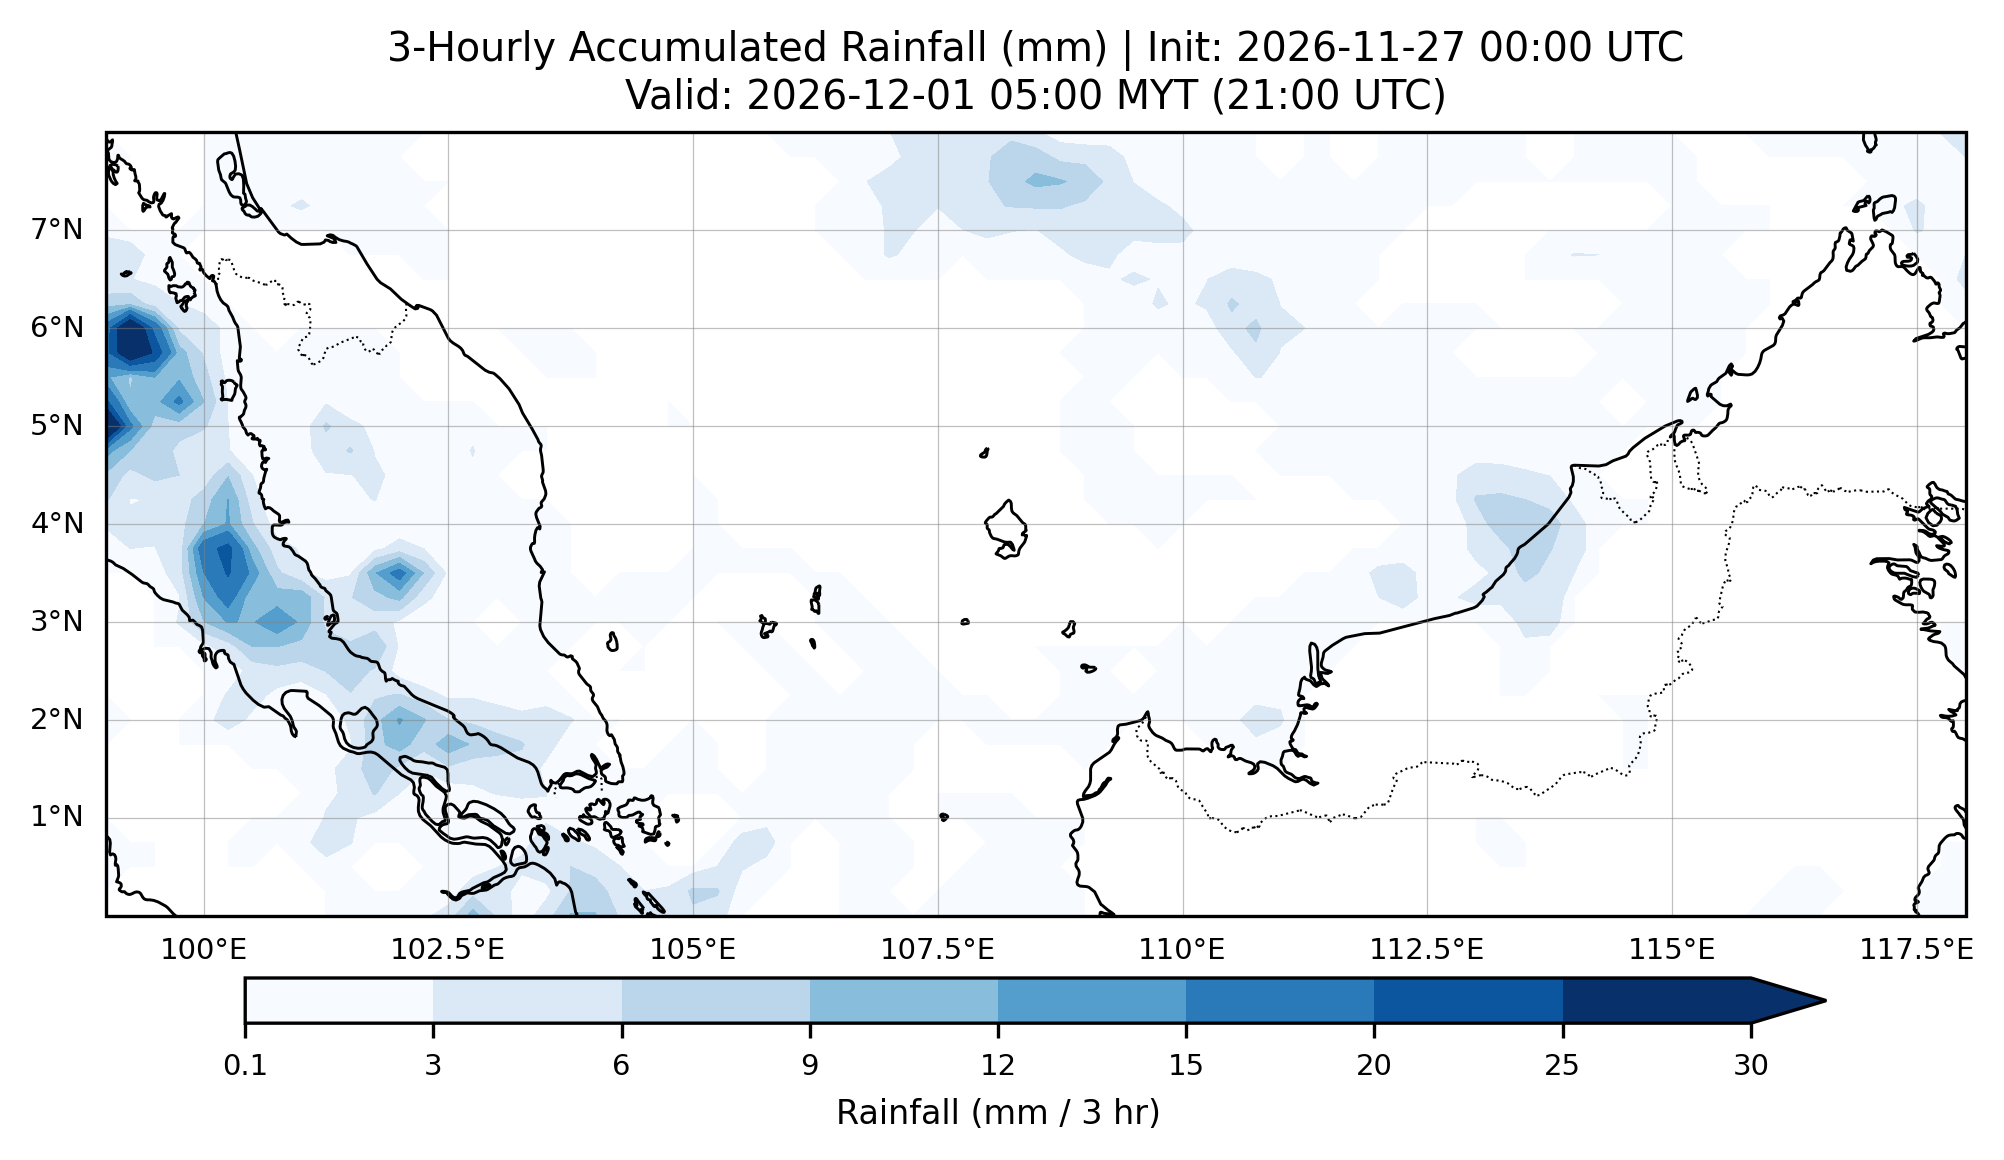 3-Hourly Accumulated Rainfall (mm) | Init: 2026-11-27 00:00 UTC
Valid: 2026-12-01 05:00 MYT (21:00 UTC)
7°N
6°N
5°N
4°N
3°N
2°N
1°N
100°E 102.5°E 105°E 107.5°E 110°E 112.5°E 115°E 117.5°E
0.1 3 6 9 12 15 20 25 30
Rainfall (mm / 3 hr)